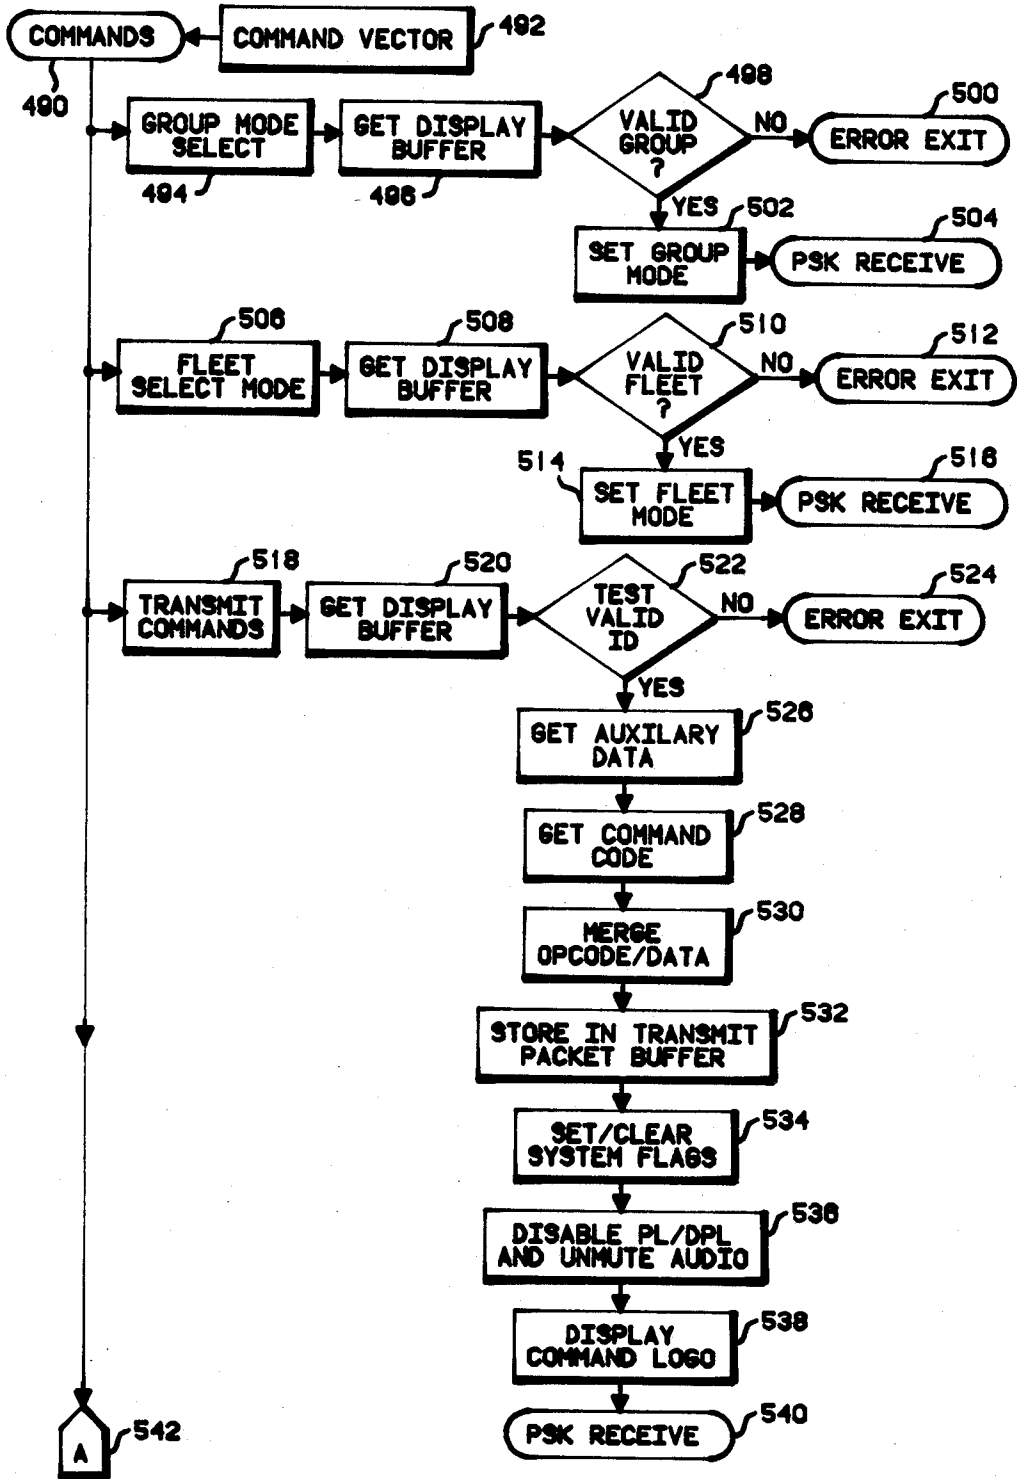 COMMANDS
COMMAND VECTOR
492
490
GROUP MODE
SELECT
494
GET DISPLAY
BUFFER
496
VALID
GROUP
?
498
NO
ERROR EXIT
500
YES
SET GROUP
MODE
502
PSK RECEIVE
504
FLEET
SELECT MODE
506
GET DISPLAY
BUFFER
508
VALID
FLEET
?
510
NO
ERROR EXIT
512
YES
514
SET FLEET
MODE
PSK RECEIVE
516
TRANSMIT
COMMANDS
518
GET DISPLAY
BUFFER
520
TEST
VALID
ID
522
NO
ERROR EXIT
524
YES
GET AUXILARY
DATA
526
GET COMMAND
CODE
528
MERGE
OPCODE/DATA
530
STORE IN TRANSMIT
PACKET BUFFER
532
SET/CLEAR
SYSTEM FLAGS
534
DISABLE PL/DPL
AND UNMUTE AUDIO
536
DISPLAY
COMMAND LOGO
538
PSK RECEIVE
540
A
542